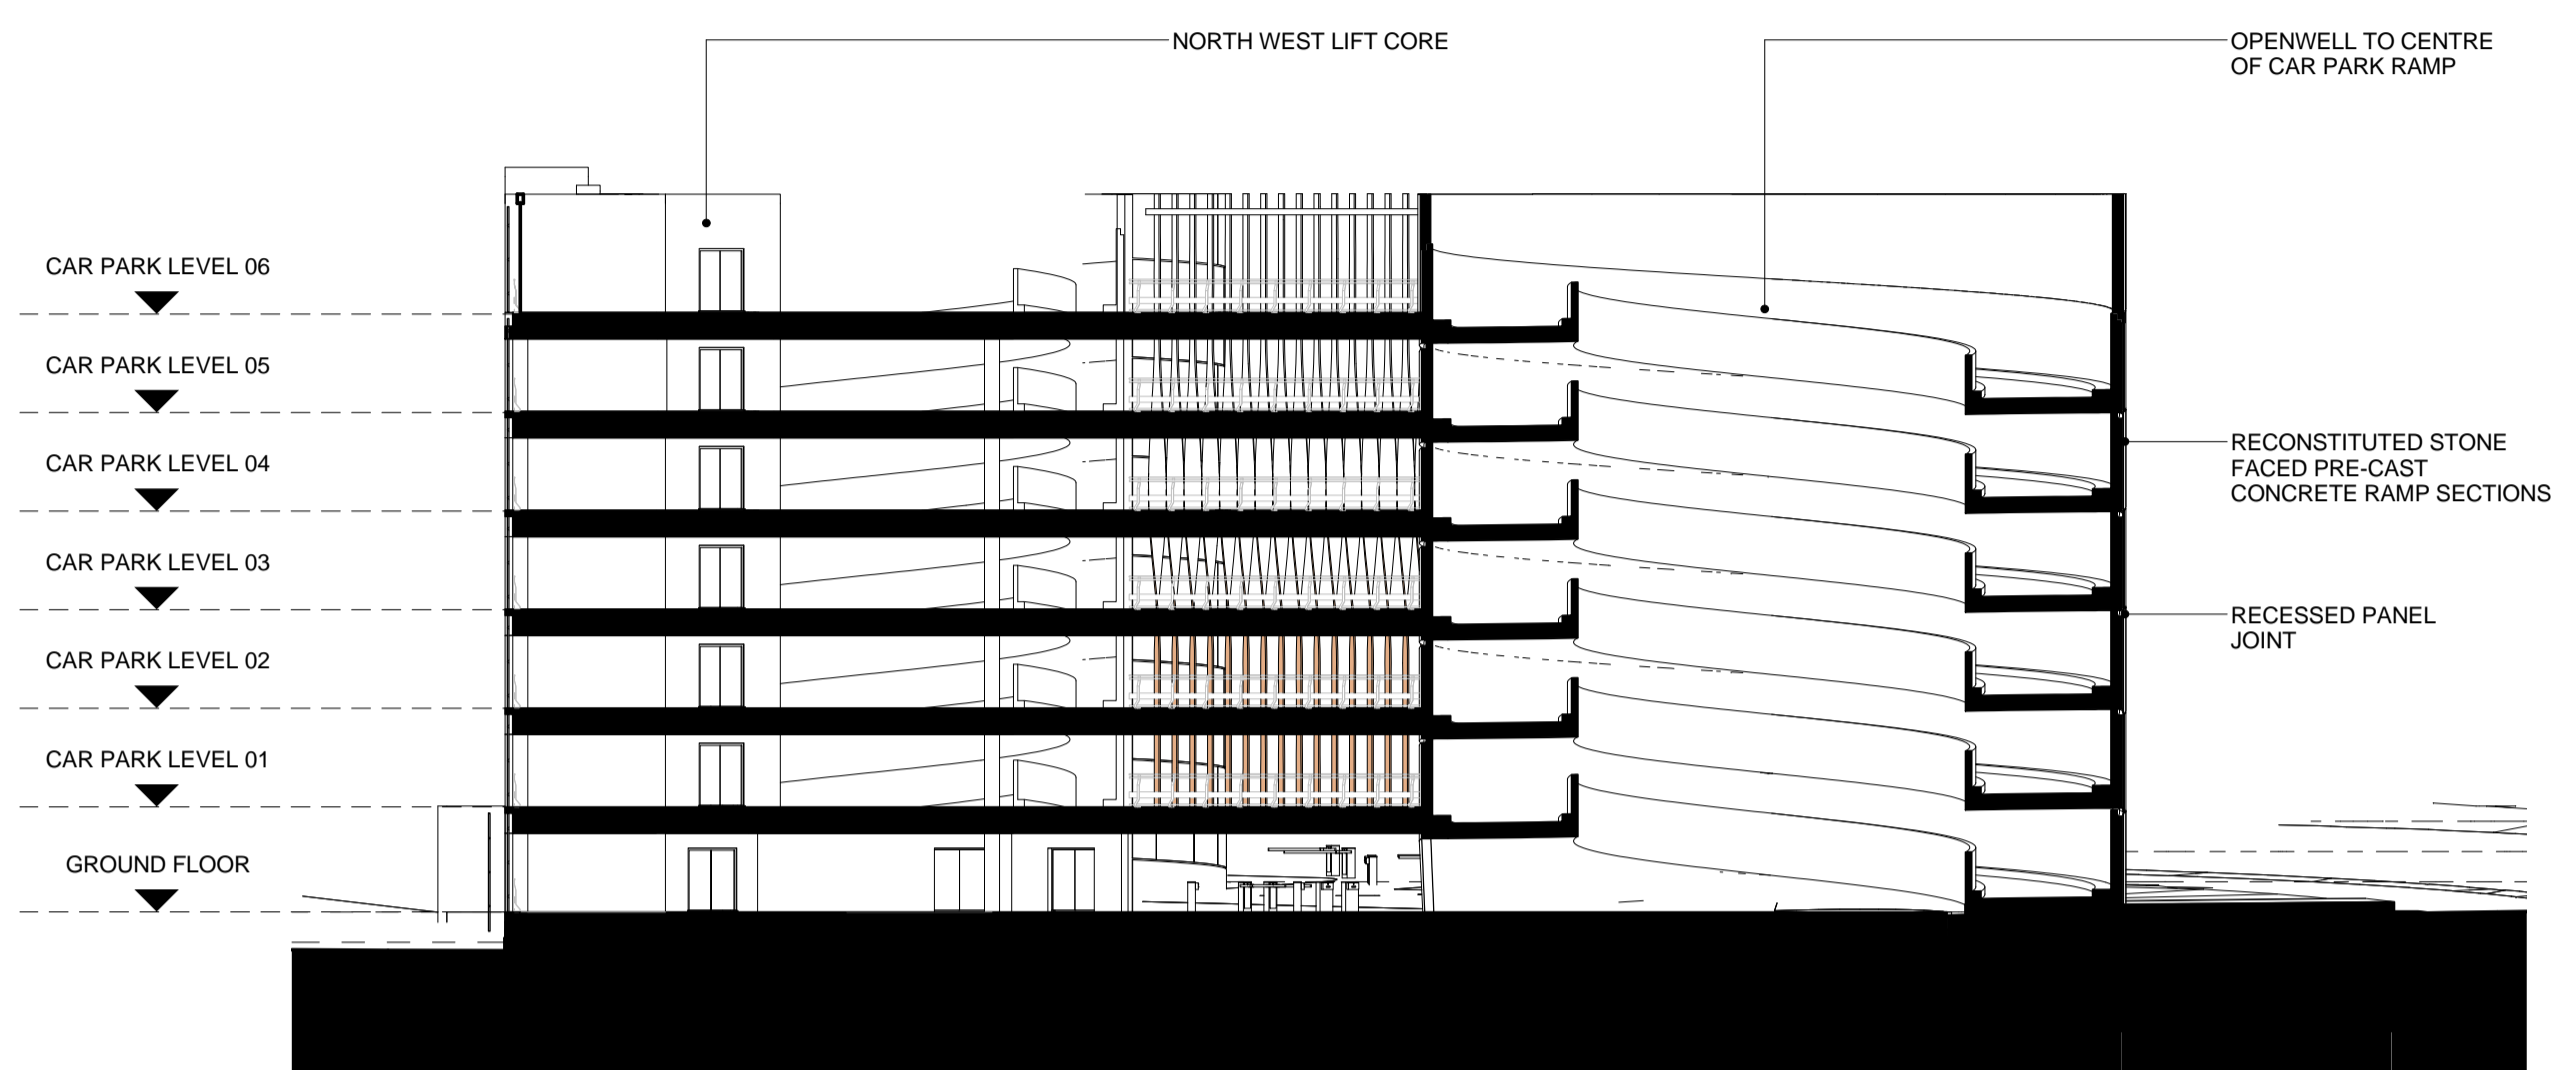 NORTH WEST LIFT CORE
OPENWELL TO CENTRE
OF CAR PARK RAMP
CAR PARK LEVEL 06
CAR PARK LEVEL 05
CAR PARK LEVEL 04
CAR PARK LEVEL 03
CAR PARK LEVEL 02
CAR PARK LEVEL 01
GROUND FLOOR
RECONSTITUTED STONE
FACED PRE-CAST
CONCRETE RAMP SECTIONS
RECESSED PANEL
JOINT